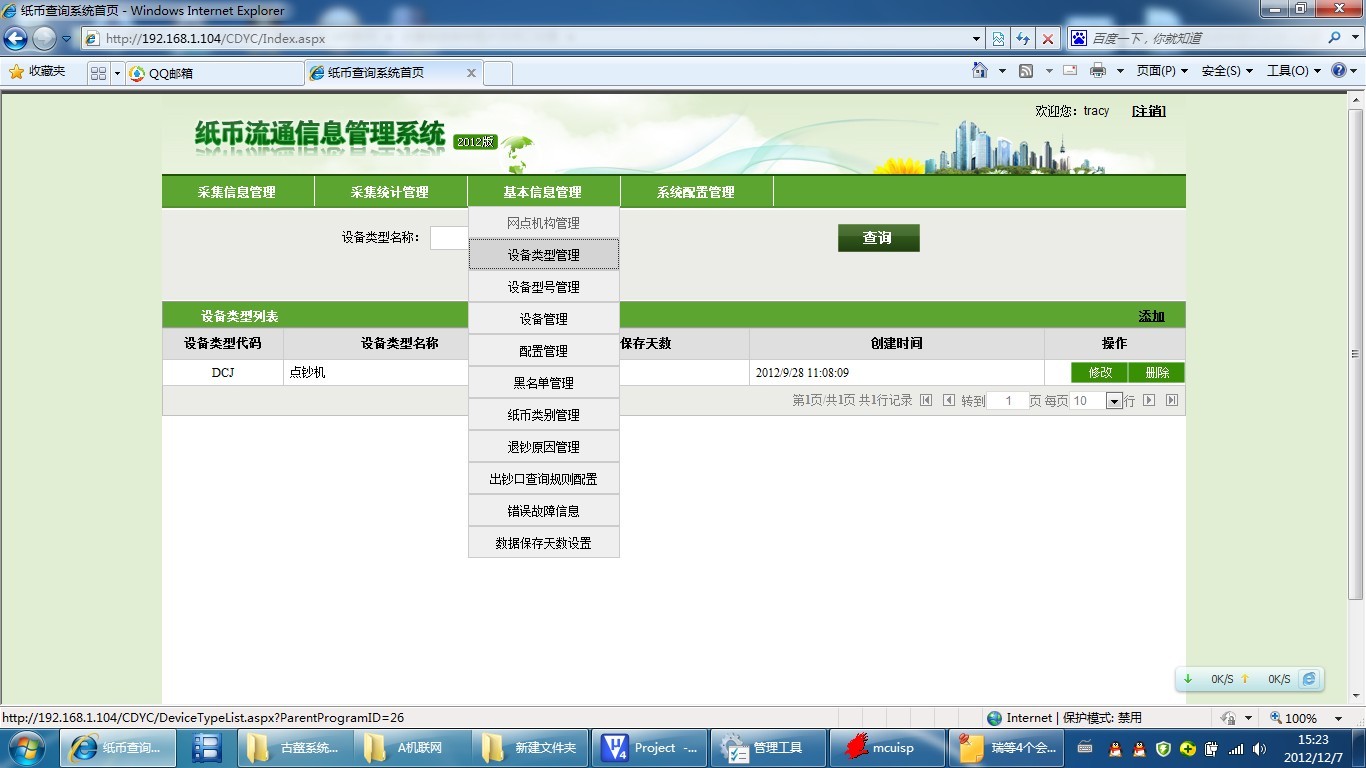 纸币查询系统首页 - Windows Internet Explorer
http://192.168.1.104/CDYC/Index.aspx
百度一下，你就知道
收藏夹
QQ邮箱
纸币查询系统首页
页面(P)
安全(S)
工具(O)
欢迎您：tracy [注销]
纸币流通信息管理系统 2012版
采集信息管理 采集统计管理 基本信息管理 系统配置管理
网点机构管理
设备类型名称： 查询
设备类型管理
设备型号管理
设备类型列表 添加
设备管理
设备类型代码 设备类型名称 保存天数 创建时间 操作
配置管理
DCJ 点钞机 2012/9/28 11:08:09 修改 删除
黑名单管理
第1页/共1页 共1行记录 转到 1 页 每页 10 行
纸币类别管理
退钞原因管理
出钞口查询规则配置
错误故障信息
数据保存天数设置
0K/S 0K/S
http://192.168.1.104/CDYC/DeviceTypeList.aspx?ParentProgramID=26
Internet | 保护模式: 禁用
100%
纸币查询...
A机联网
新建文件夹
Project -...
管理工具
mcuisp
瑞等4个会...
15:23
2012/12/7